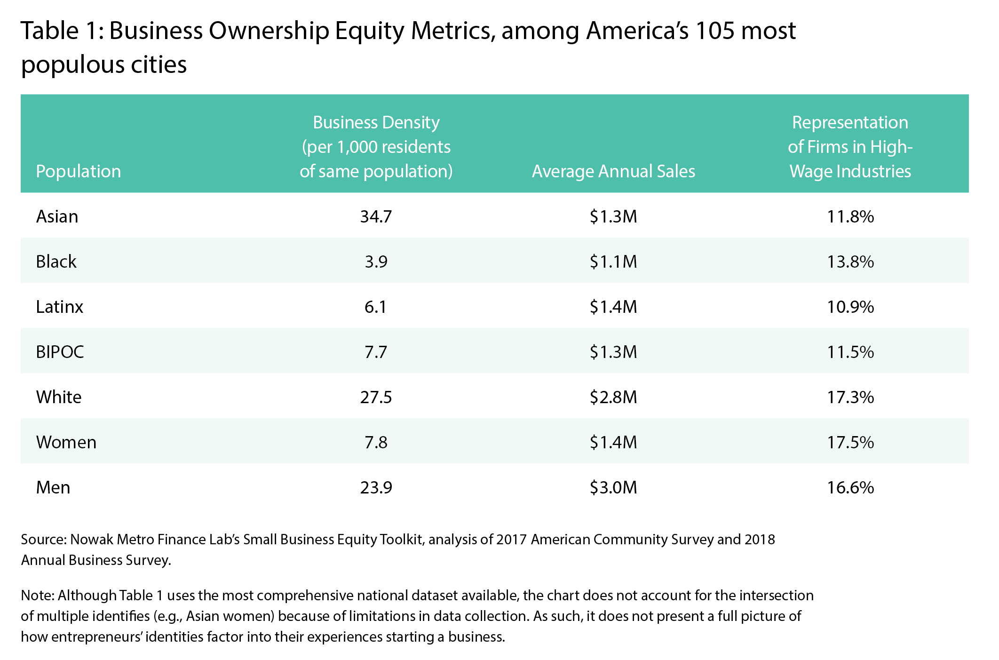 Table 1: Business Ownership Equity Metrics, among America’s 105 most
populous cities
Population
Business Density
(per 1,000 residents
of same population)
Average Annual Sales
Representation
of Firms in High-
Wage Industries
Asian 34.7 $1.3M 11.8%
Black 3.9 $1.1M 13.8%
Latinx 6.1 $1.4M 10.9%
BIPOC 7.7 $1.3M 11.5%
White 27.5 $2.8M 17.3%
Women 7.8 $1.4M 17.5%
Men 23.9 $3.0M 16.6%
Source: Nowak Metro Finance Lab’s Small Business Equity Toolkit, analysis of 2017 American Community Survey and 2018
Annual Business Survey.
Note: Although Table 1 uses the most comprehensive national dataset available, the chart does not account for the intersection
of multiple identifies (e.g., Asian women) because of limitations in data collection. As such, it does not present a full picture of
how entrepreneurs’ identities factor into their experiences starting a business.